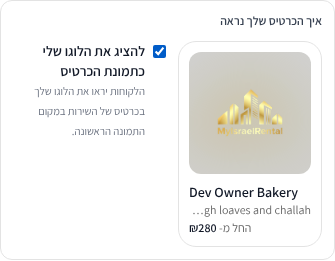 איך הכרטיס שלך נראה
להציג את הלוגו שלי
כתמונת הכרטיס
הלקוחות יראו את הלוגו שלך
בכרטיס של השירות במקום
התמונה הראשונה.
MyIsraelRental
Dev Owner Bakery
…gh loaves and challah
החל מ- ₪280